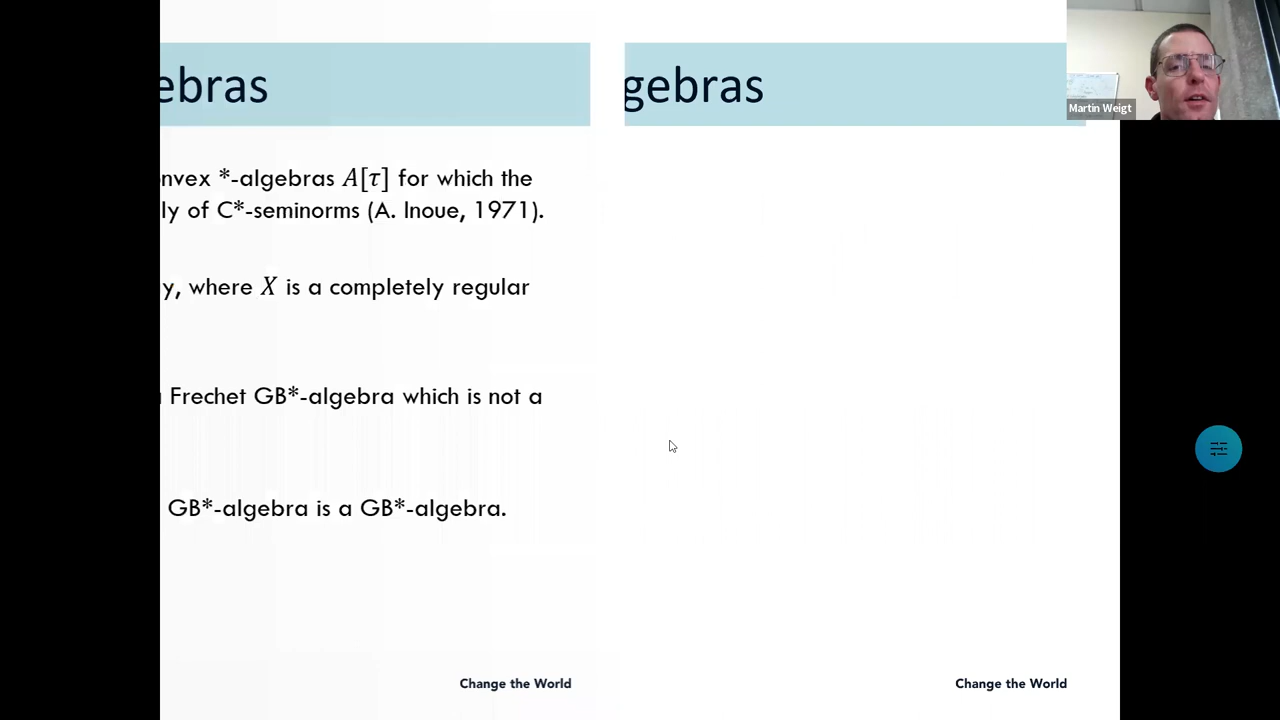 ebras
gebras
Martin Weigt
nvex *-algebras A[τ] for which the
ly of C*-seminorms (A. Inoue, 1971).
y, where X is a completely regular
Frechet GB*-algebra which is not a
GB*-algebra is a GB*-algebra.
Change the World
Change the World